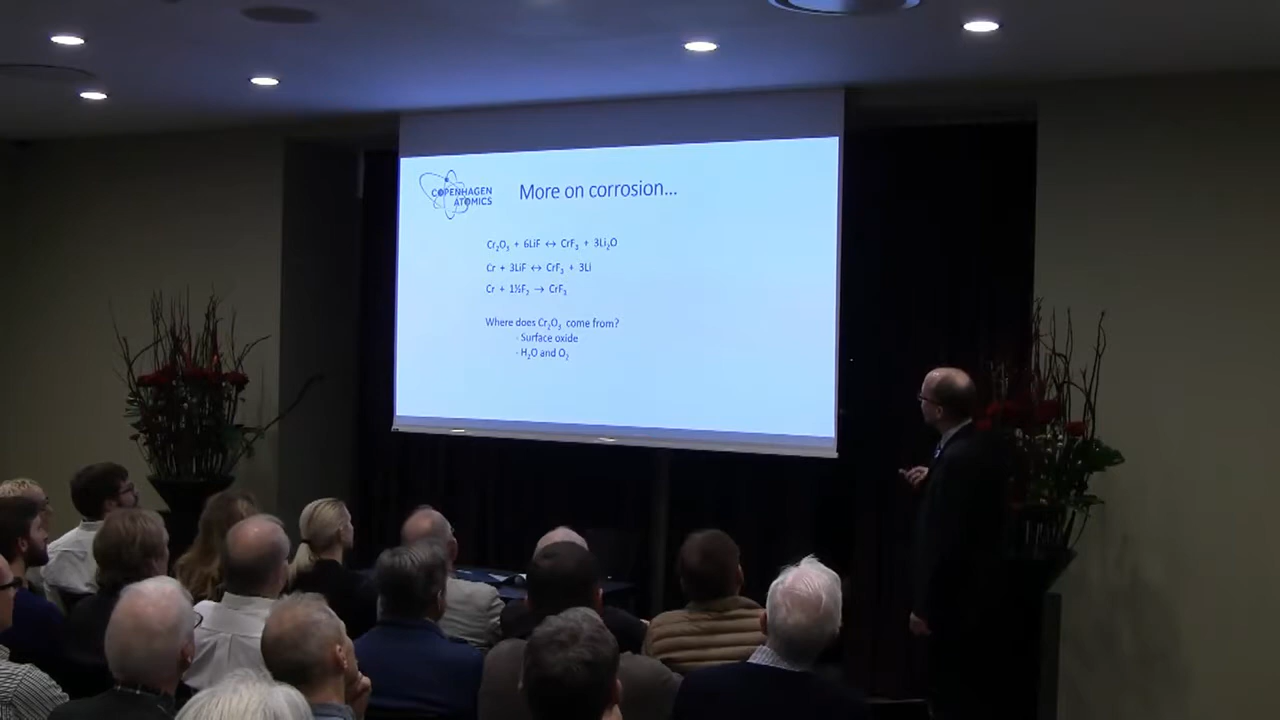 COPENHAGEN
ATOMICS
More on corrosion...
Cr₂O₃ + 6LiF ↔ CrF₃ + 3Li₂O
Cr + 3LiF ↔ CrF₃ + 3Li
Cr + 1½F₂ → CrF₃
Where does Cr₂O₃ come from?
- Surface oxide
- H₂O and O₂